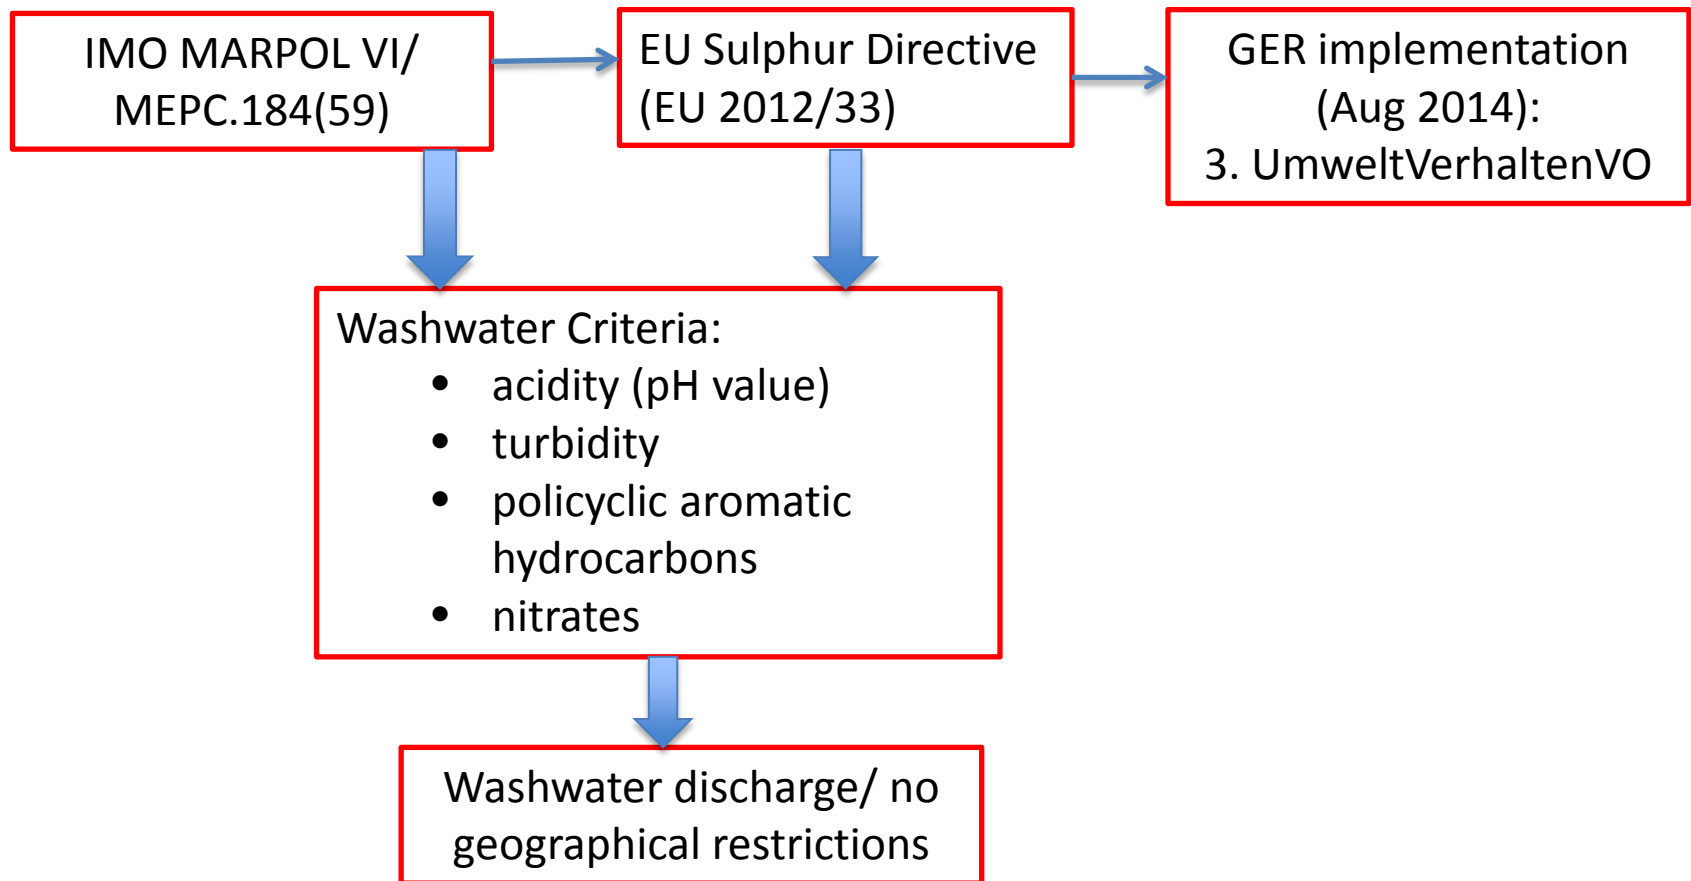 IMO MARPOL VI/
MEPC.184(59)
EU Sulphur Directive
(EU 2012/33)
GER implementation
(Aug 2014):
3. UmweltVerhaltenVO
Washwater Criteria:
• acidity (pH value)
• turbidity
• policyclic aromatic
hydrocarbons
• nitrates
Washwater discharge/ no
geographical restrictions